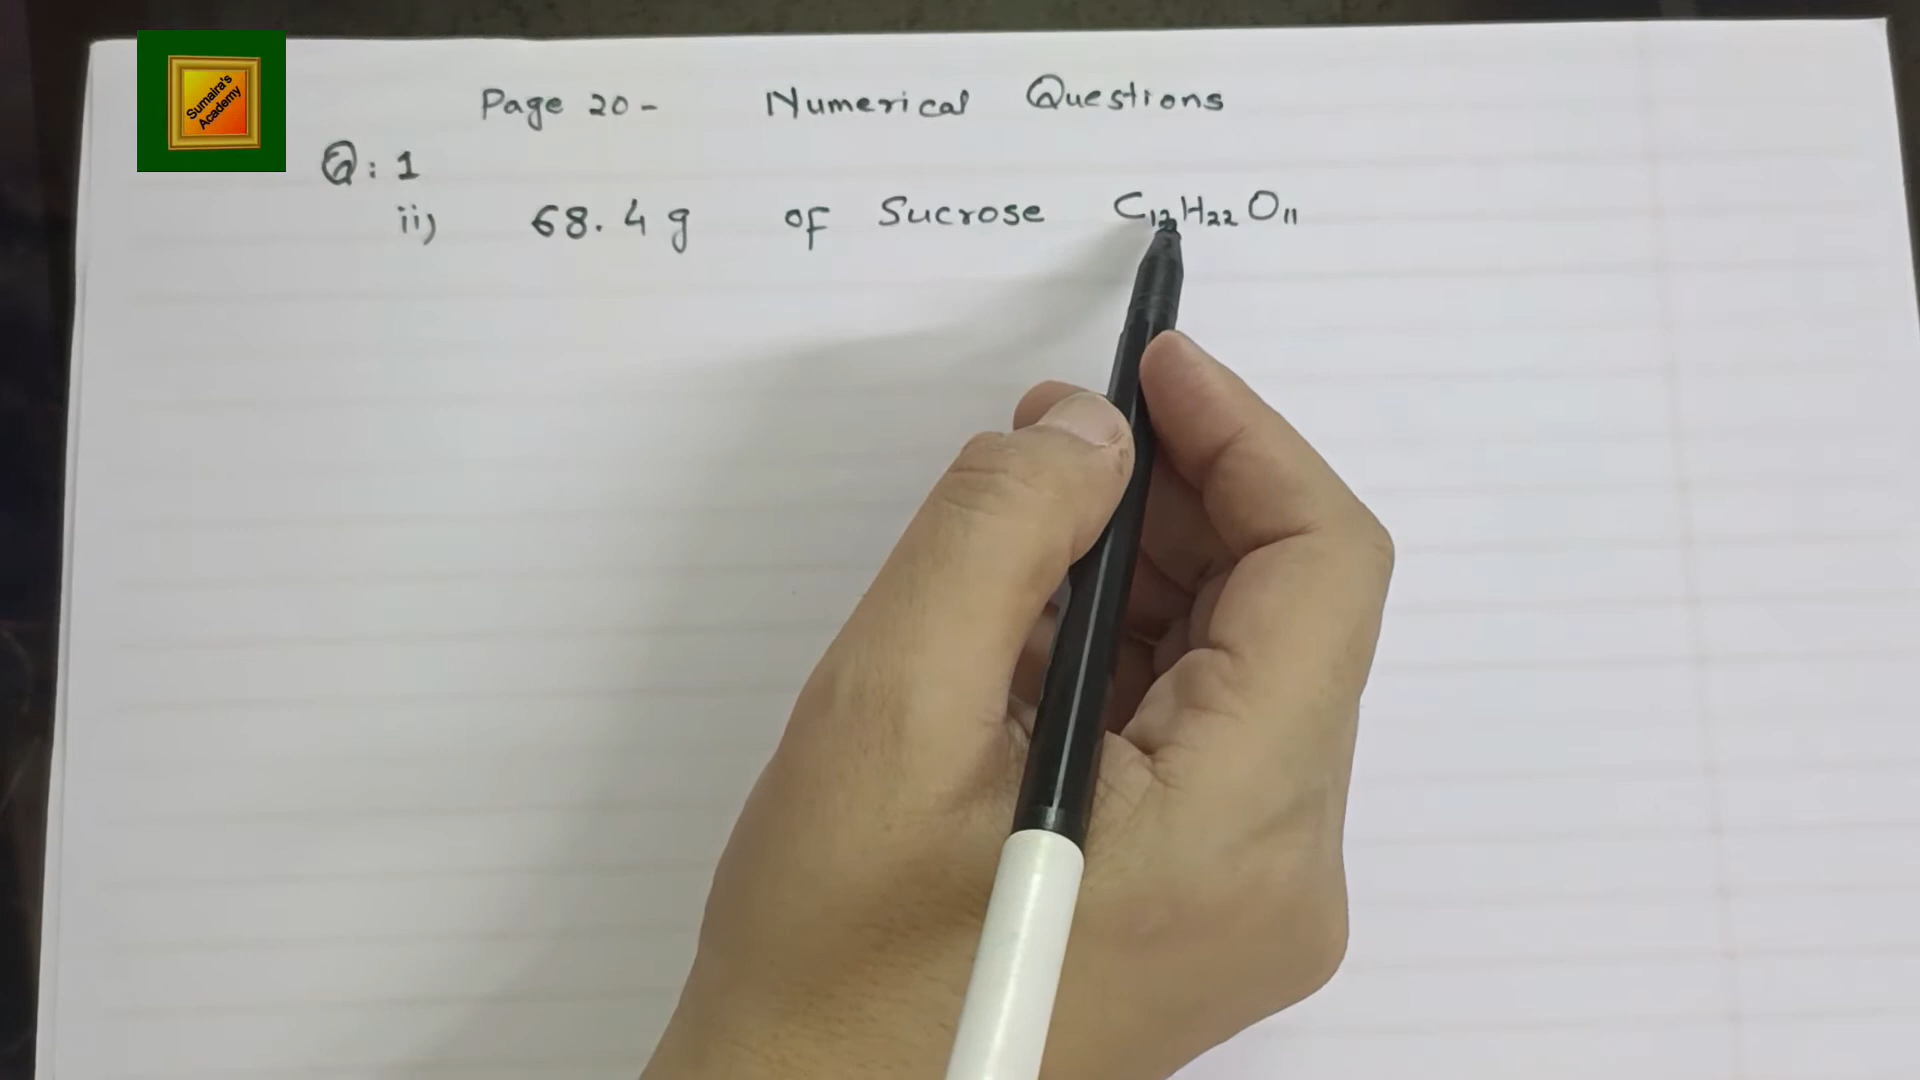 Sumaira's
Academy
Page 20 - Numerical Questions
Q: 1
ii) 68.4 g of Sucrose C₁₂H₂₂O₁₁